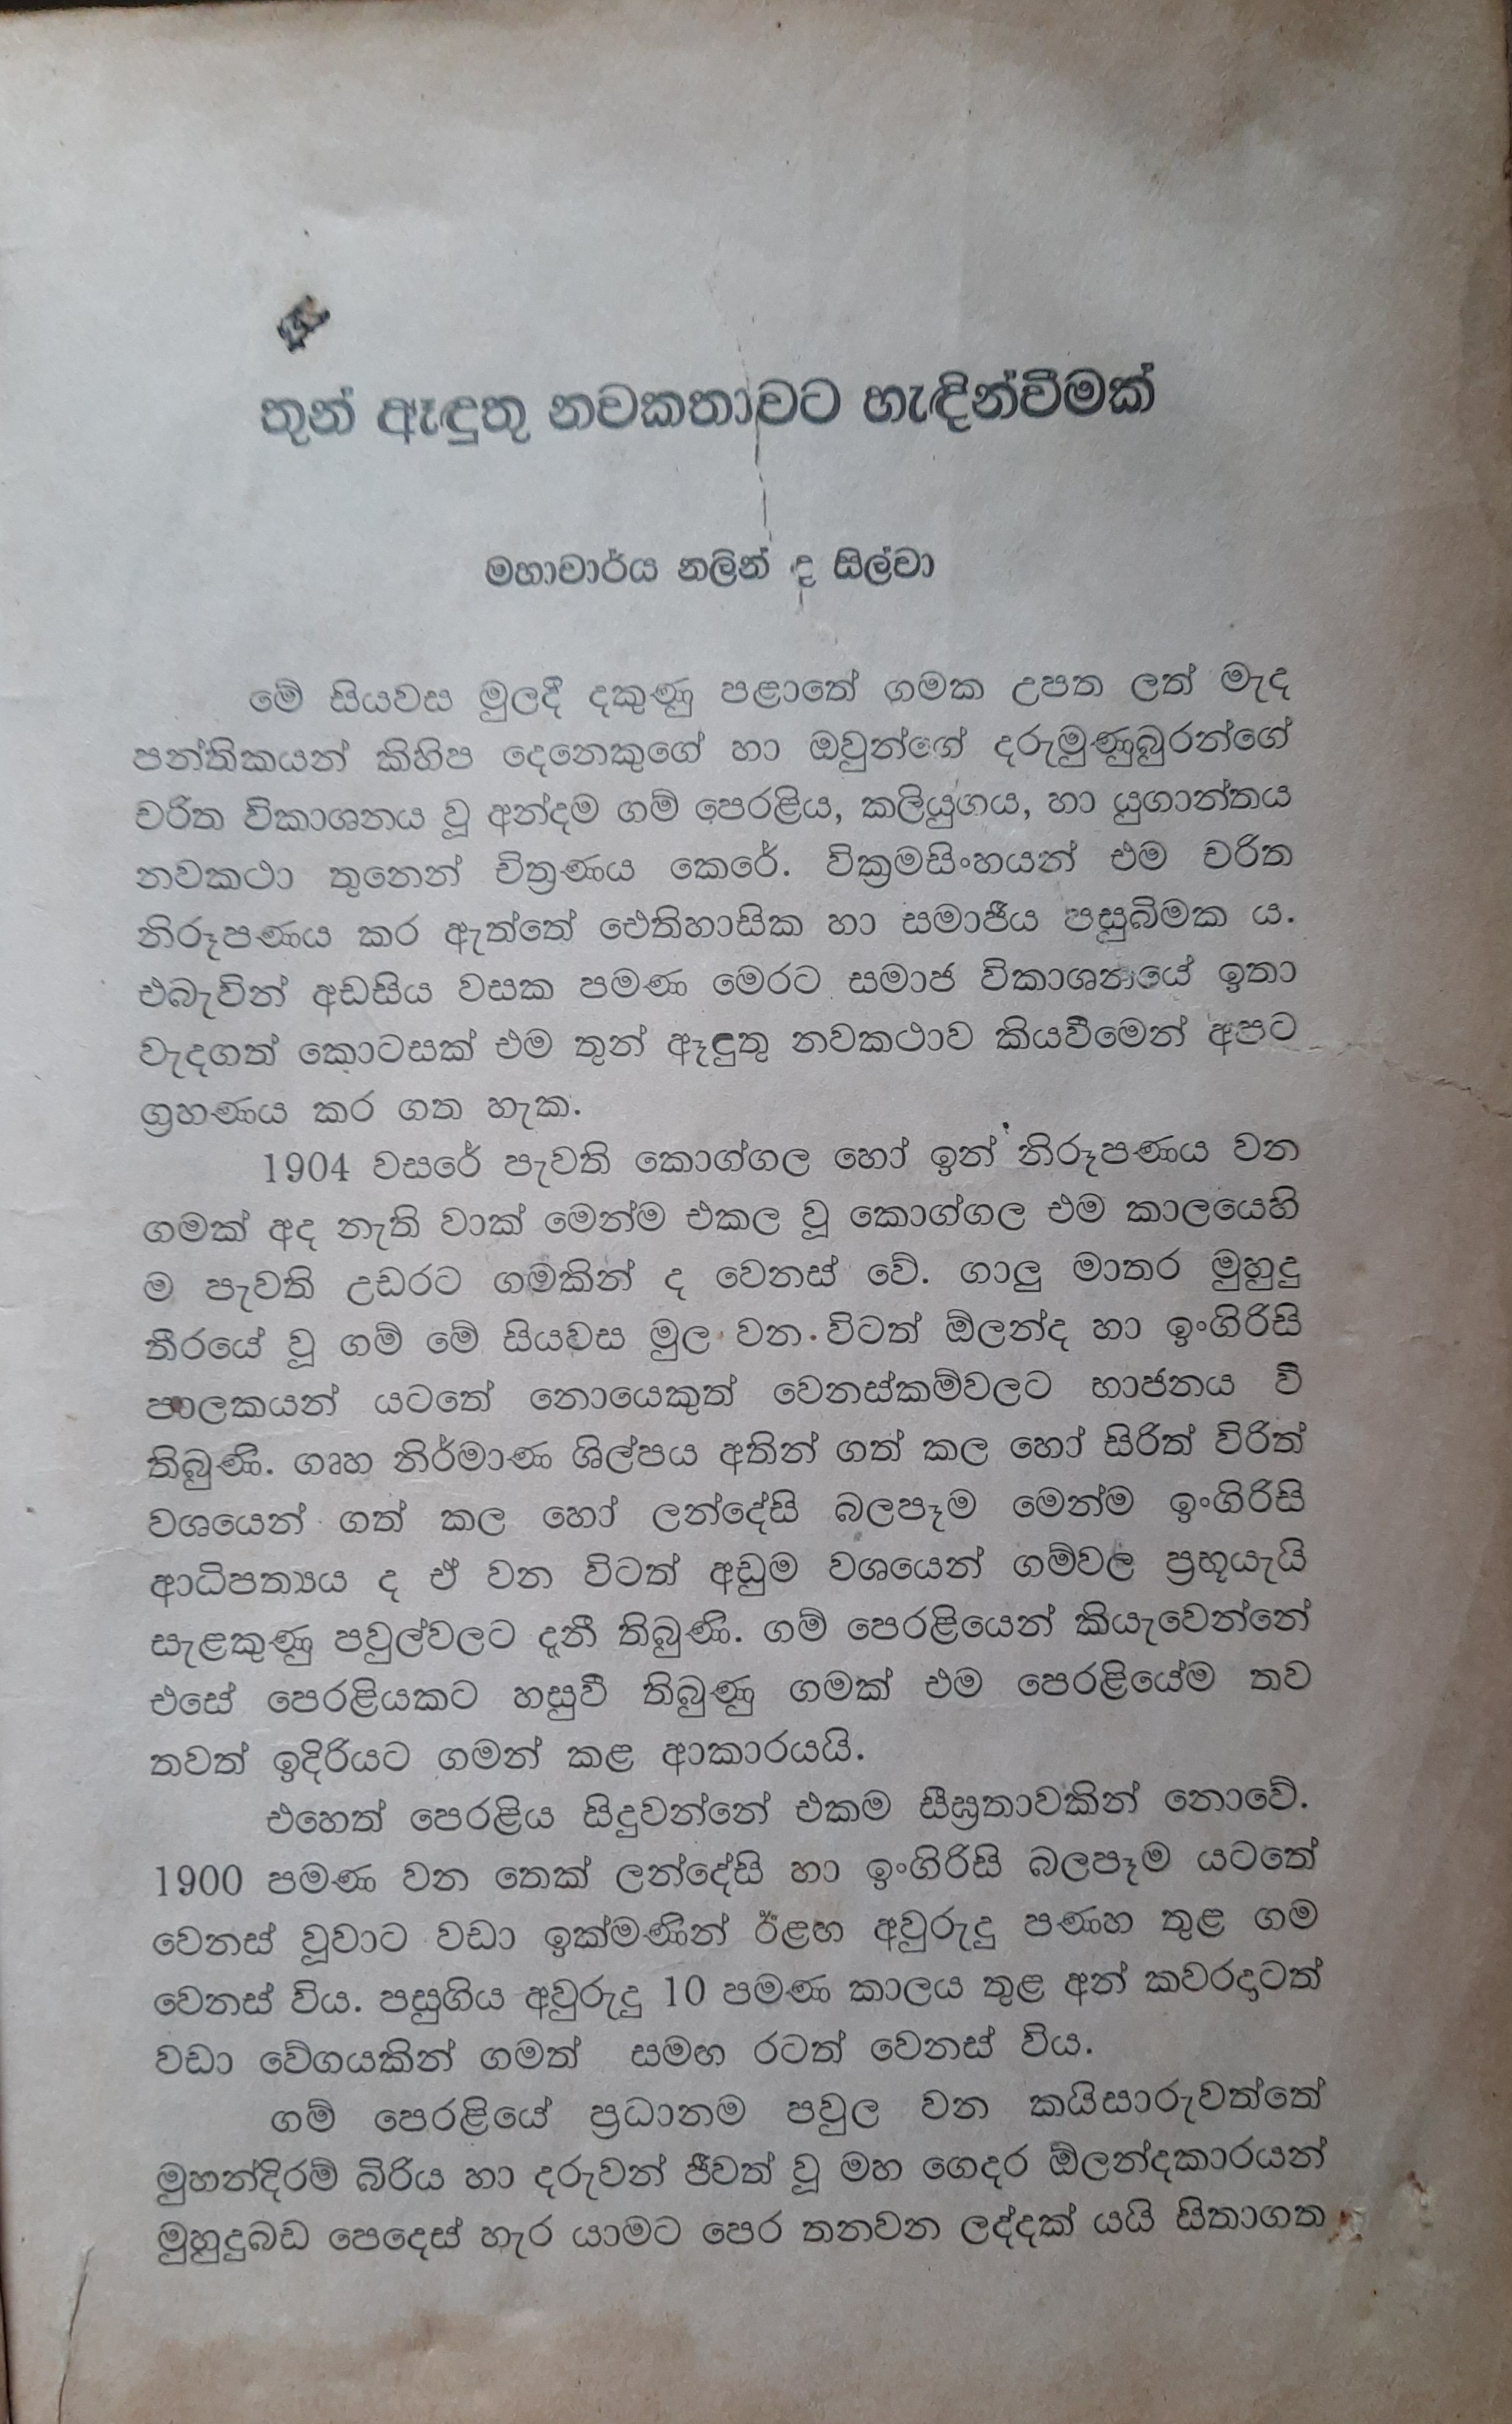 තුන් ඈඳුතු නවකතාවට හැඳින්වීමක්
මහාචාර්ය නලින් ද සිල්වා
මේ සියවස මුලදී දකුණු පළාතේ ගමක උපත ලත් මැද
පන්තිකයන් කිහිප දෙනෙකුගේ හා ඔවුන්ගේ දරුමුණුබුරන්ගේ
චරිත විකාශනය වූ අන්දම ගම් පෙරළිය, කලියුගය, හා යුගාන්තය
නවකථා තුනෙන් චිත්‍රණය කෙරේ. වික්‍රමසිංහයන් එම චරිත
නිරූපණය කර ඇත්තේ ඓතිහාසික හා සමාජීය පසුබිමක ය.
එබැවින් අඩසිය වසක පමණ මෙරට සමාජ විකාශනයේ ඉතා
වැදගත් කොටසක් එම තුන් ඈඳුතු නවකථාව කියවීමෙන් අපට
ග්‍රහණය කර ගත හැක.
1904 වසරේ පැවති කොග්ගල හෝ ඉන් නිරූපණය වන
ගමක් අද නැති වාක් මෙන්ම එකල වූ කොග්ගල එම කාලයෙහි
ම පැවති උඩරට ගමකින් ද වෙනස් වේ. ගාලු මාතර මුහුදු
තීරයේ වූ ගම් මේ සියවස මුල වන විටත් ඕලන්ද හා ඉංගිරිසි
පාලකයන් යටතේ නොයෙකුත් වෙනස්කම්වලට භාජනය වී
තිබුණි. ගෘහ නිර්මාණ ශිල්පය අතින් ගත් කල හෝ සිරිත් විරිත්
වශයෙන් ගත් කල හෝ ලන්දේසි බලපෑම මෙන්ම ඉංගිරිසි
ආධිපත්‍යය ද ඒ වන විටත් අඩුම වශයෙන් ගම්වල ප්‍රභූයැයි
සැළකුණු පවුල්වලට දැනී තිබුණි. ගම් පෙරළියෙන් කියැවෙන්නේ
එසේ පෙරළියකට හසුවී තිබුණු ගමක් එම පෙරළියේම තව
තවත් ඉදිරියට ගමන් කළ ආකාරයයි.
එහෙත් පෙරළිය සිදුවන්නේ එකම සීඝ්‍රතාවකින් නොවේ.
1900 පමණ වන තෙක් ලන්දේසි හා ඉංගිරිසි බලපෑම යටතේ
වෙනස් වූවාට වඩා ඉක්මණින් ඊළඟ අවුරුදු පණහ තුළ ගම
වෙනස් විය. පසුගිය අවුරුදු 10 පමණ කාලය තුළ අන් කවරදාටත්
වඩා වේගයකින් ගමත් සමඟ රටත් වෙනස් විය.
ගම් පෙරළියේ ප්‍රධානම පවුල වන කයිසාරුවත්තේ
මුහන්දිරම් බිරිය හා දරුවන් ජීවත් වූ මහ ගෙදර ඕලන්දකාරයන්
මුහුදුබඩ පෙදෙස් හැර යාමට පෙර තනවන ලද්දක් යයි සිතාගත